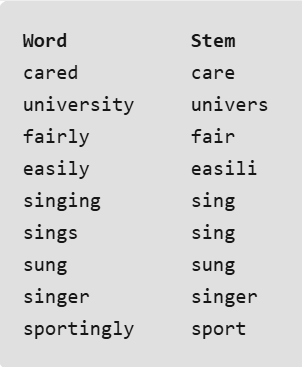 Word Stem
cared care
university univers
fairly fair
easily easili
singing sing
sings sing
sung sung
singer singer
sportingly sport